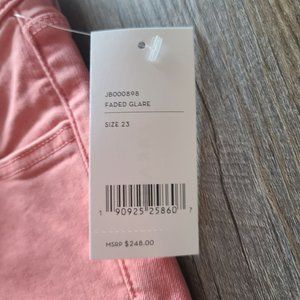 JB000898
FADED GLARE
SIZE 23
1 90925 25860 7
MSRP $248.00